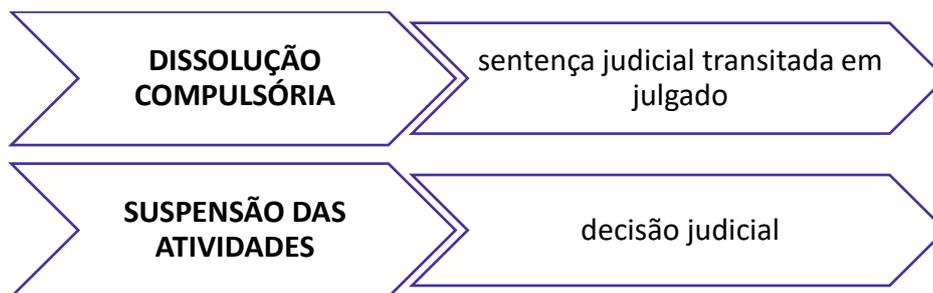 DISSOLUÇÃO
COMPULSÓRIA
sentença judicial transitada em
julgado
SUSPENSÃO DAS
ATIVIDADES
decisão judicial